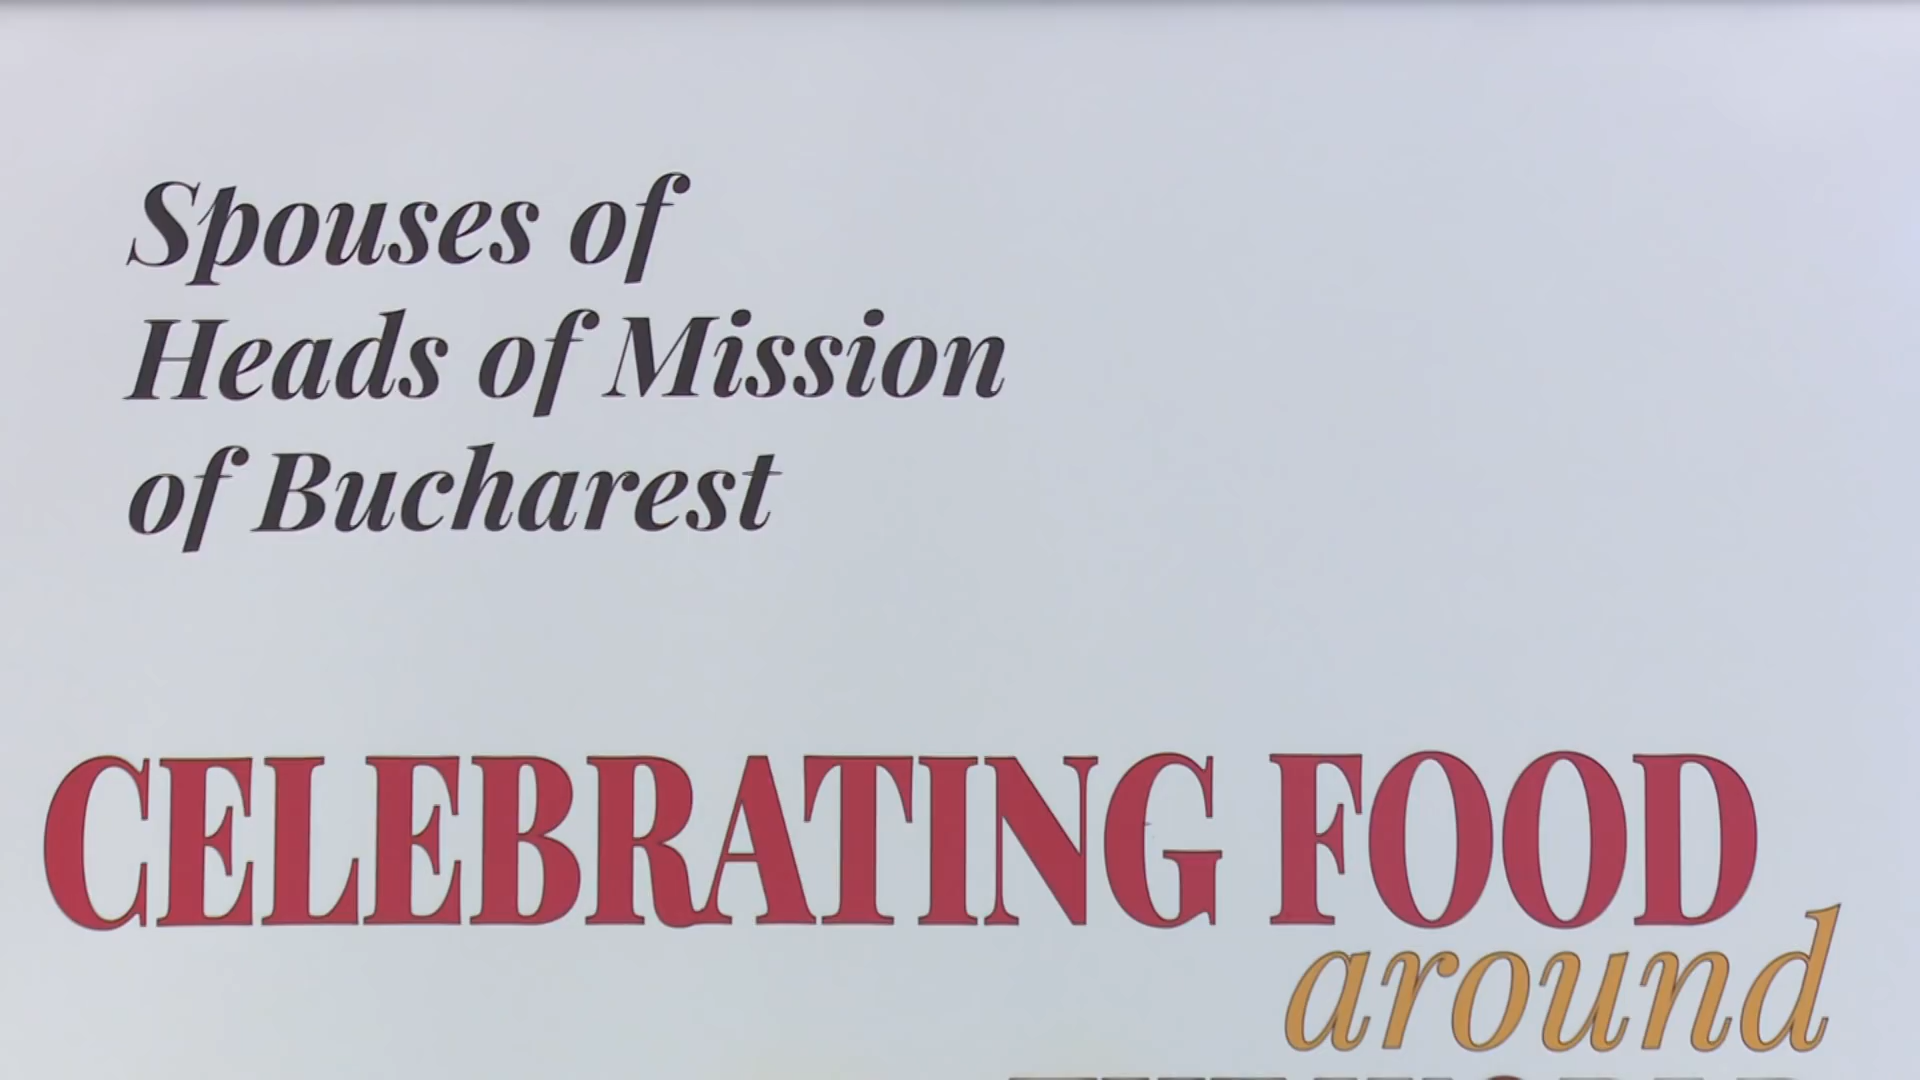 Spouses of
Heads of Mission
of Bucharest
CELEBRATING FOOD
around